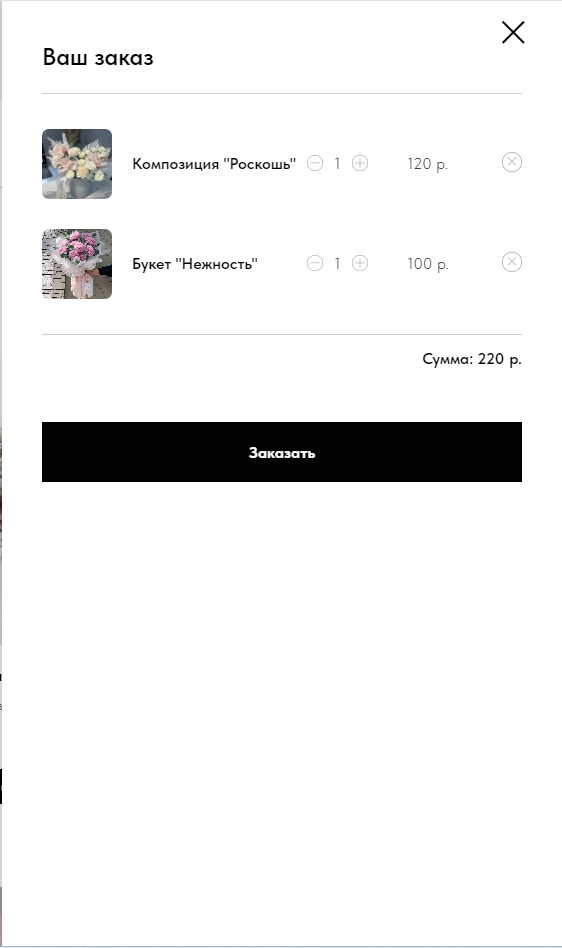 Ваш заказ
Композиция "Роскошь" 1 120 р.
Букет "Нежность" 1 100 р.
Сумма: 220 р.
Заказать